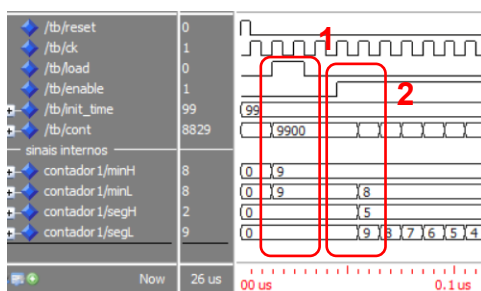 /tb/reset 0
/tb/ck 1
/tb/load 0
/tb/enable 1
/tb/init_time 99 99
/tb/cont 8829 9900
sinais internos
contador1/minH 8 0 9
contador1/minL 8 0 9 8
contador1/segH 2 0 5
contador1/segL 9 0 9 8 7 6 5 4
Now 26 us 00 us 0.1 us
1
2